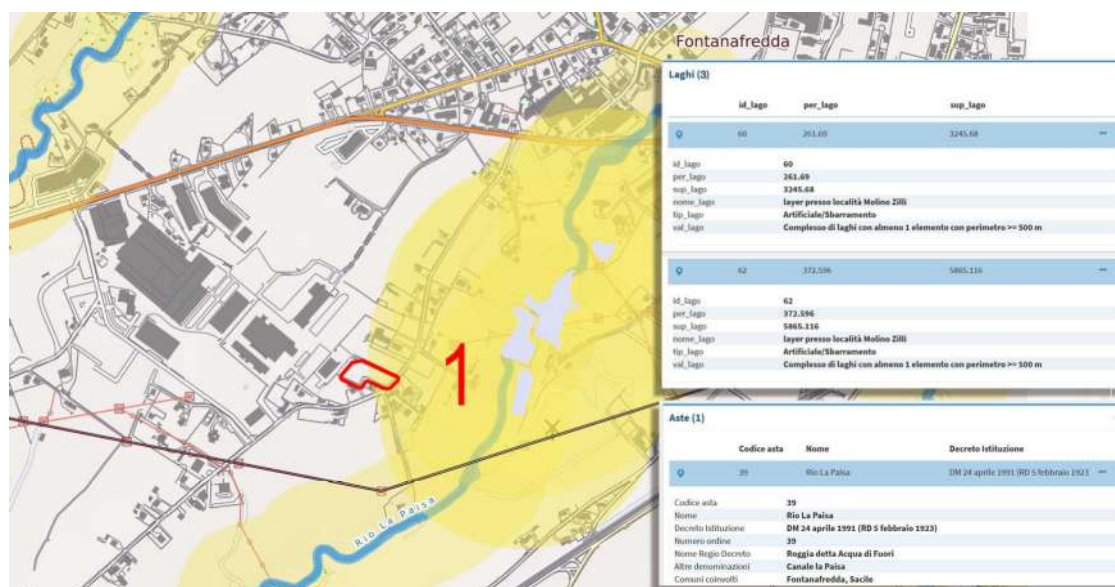 Fontanafredda
1
Rio La Paisa
Laghi (3)
id_lago per_lago sup_lago
60 261.69 3245.68
id_lago 60
per_lago 261.69
sup_lago 3245.68
nome_lago layer presso località Molino Zilli
tip_lago Artificiale/Sbarramento
val_lago Complesso di laghi con almeno 1 elemento con perimetro >= 500 m
62 372.596 5865.116
id_lago 62
per_lago 372.596
sup_lago 5865.116
nome_lago layer presso località Molino Zilli
tip_lago Artificiale/Sbarramento
val_lago Complesso di laghi con almeno 1 elemento con perimetro >= 500 m
Aste (1)
Codice asta Nome Decreto Istituzione
39 Rio La Paisa DM 24 aprile 1991 (RD 5 febbraio 1923
Codice asta 39
Nome Rio La Paisa
Decreto Istituzione DM 24 aprile 1991 (RD 5 febbraio 1923)
Numero ordine 39
Nome Regio Decreto Roggia detta Acqua di Fuori
Altre denominazioni Canale la Paisa
Comuni coinvolti Fontanafredda, Sacile